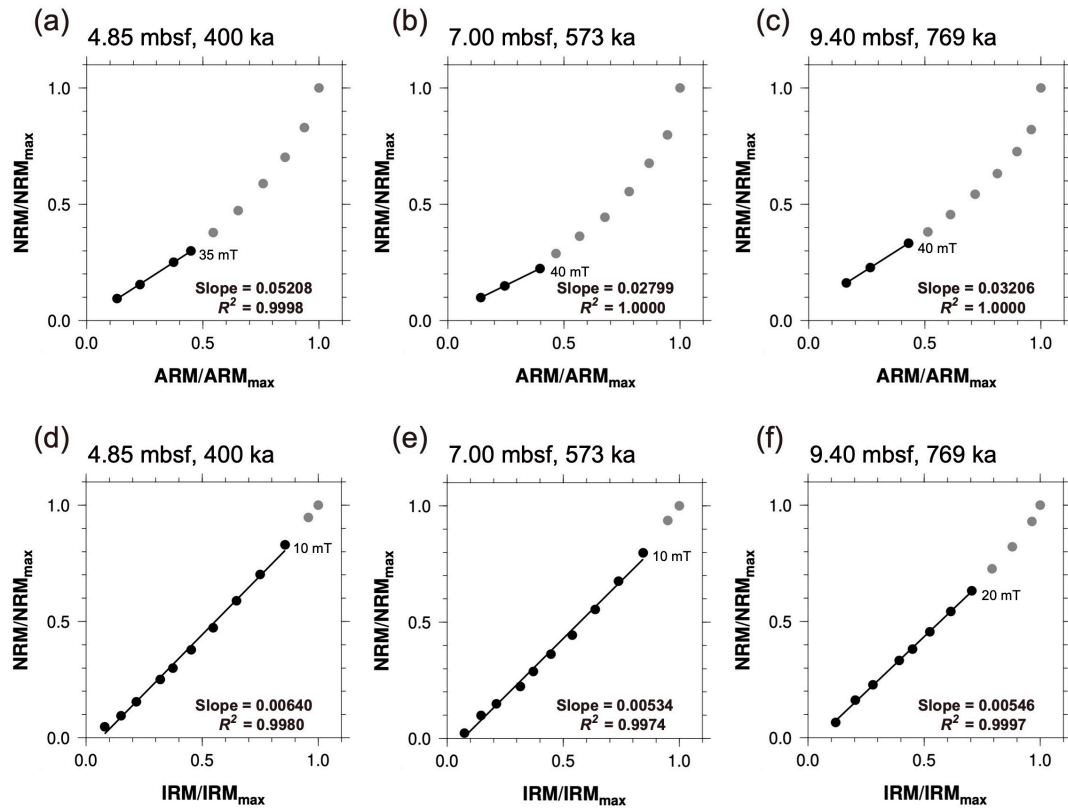 (a)
4.85 mbsf, 400 ka
NRM/NRMmax
1.0
0.5
0.0
35 mT
Slope = 0.05208
R² = 0.9998
0.0 0.5 1.0
ARM/ARMmax
(b)
7.00 mbsf, 573 ka
NRM/NRMmax
1.0
0.5
0.0
40 mT
Slope = 0.02799
R² = 1.0000
0.0 0.5 1.0
ARM/ARMmax
(c)
9.40 mbsf, 769 ka
NRM/NRMmax
1.0
0.5
0.0
40 mT
Slope = 0.03206
R² = 1.0000
0.0 0.5 1.0
ARM/ARMmax
(d)
4.85 mbsf, 400 ka
NRM/NRMmax
1.0
0.5
0.0
10 mT
Slope = 0.00640
R² = 0.9980
0.0 0.5 1.0
IRM/IRMmax
(e)
7.00 mbsf, 573 ka
NRM/NRMmax
1.0
0.5
0.0
10 mT
Slope = 0.00534
R² = 0.9974
0.0 0.5 1.0
IRM/IRMmax
(f)
9.40 mbsf, 769 ka
NRM/NRMmax
1.0
0.5
0.0
20 mT
Slope = 0.00546
R² = 0.9997
0.0 0.5 1.0
IRM/IRMmax